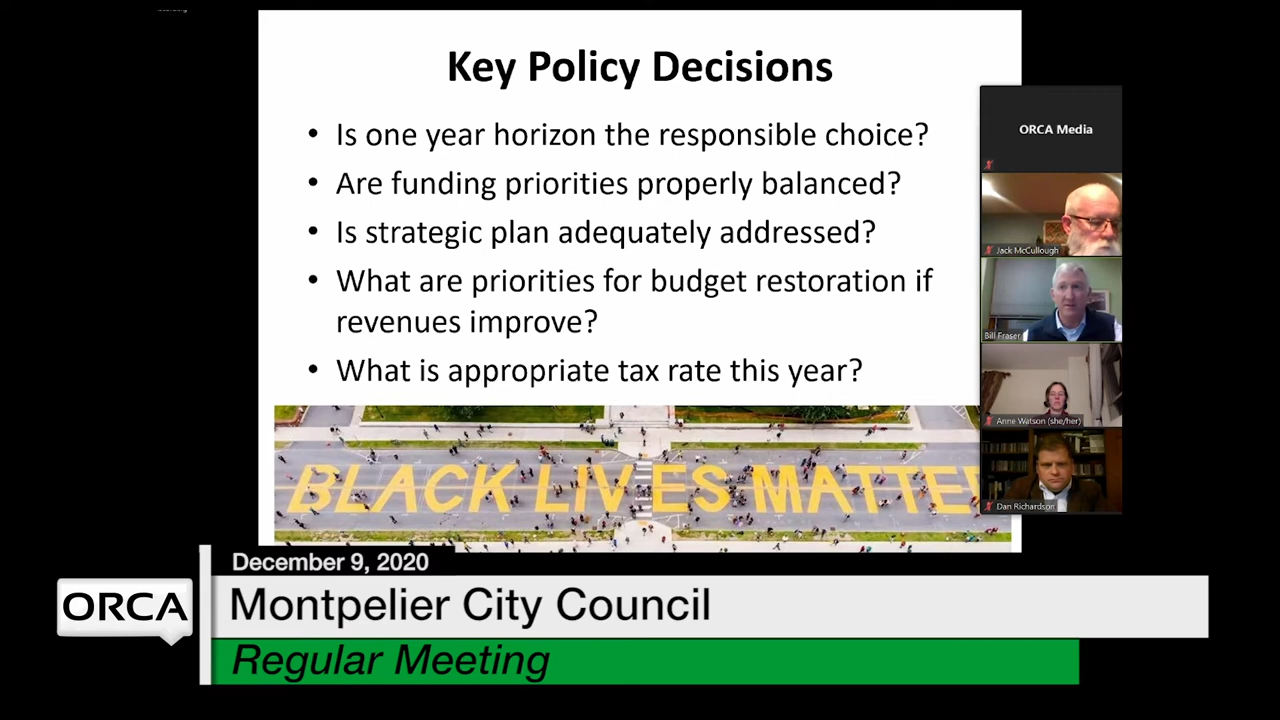 Key Policy Decisions
• Is one year horizon the responsible choice?
• Are funding priorities properly balanced?
• Is strategic plan adequately addressed?
• What are priorities for budget restoration if
revenues improve?
• What is appropriate tax rate this year?
ORCA Media
Jack McCullough
Bill Fraser
Anne Watson (she/her)
Dan Richardson
BLACK LIVES MATTE
December 9, 2020
ORCA
Montpelier City Council
Regular Meeting